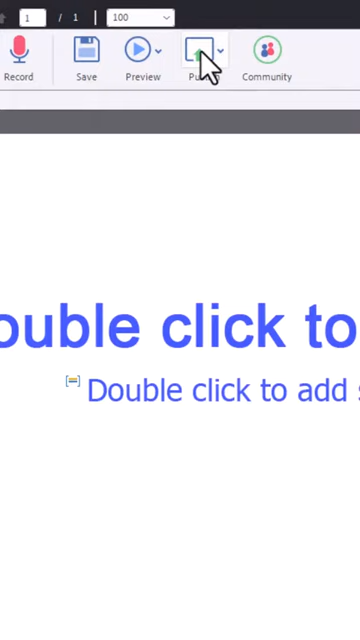 1 / 1 100
Record Save Preview Community
ouble click to
Double click to add s